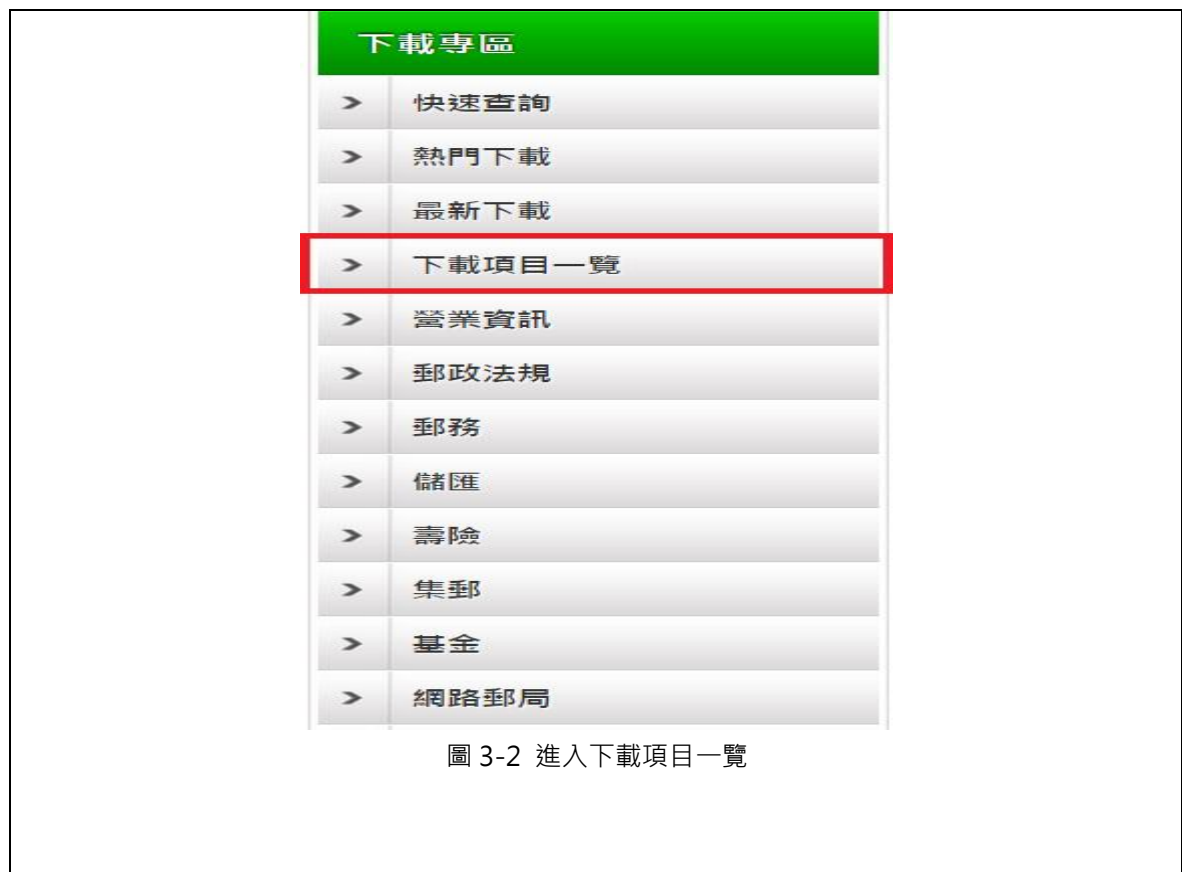 下載專區
快速查詢
熱門下載
最新下載
下載項目一覽
營業資訊
郵政法規
郵務
儲匯
壽險
集郵
基金
網路郵局
圖 3-2 進入下載項目一覽